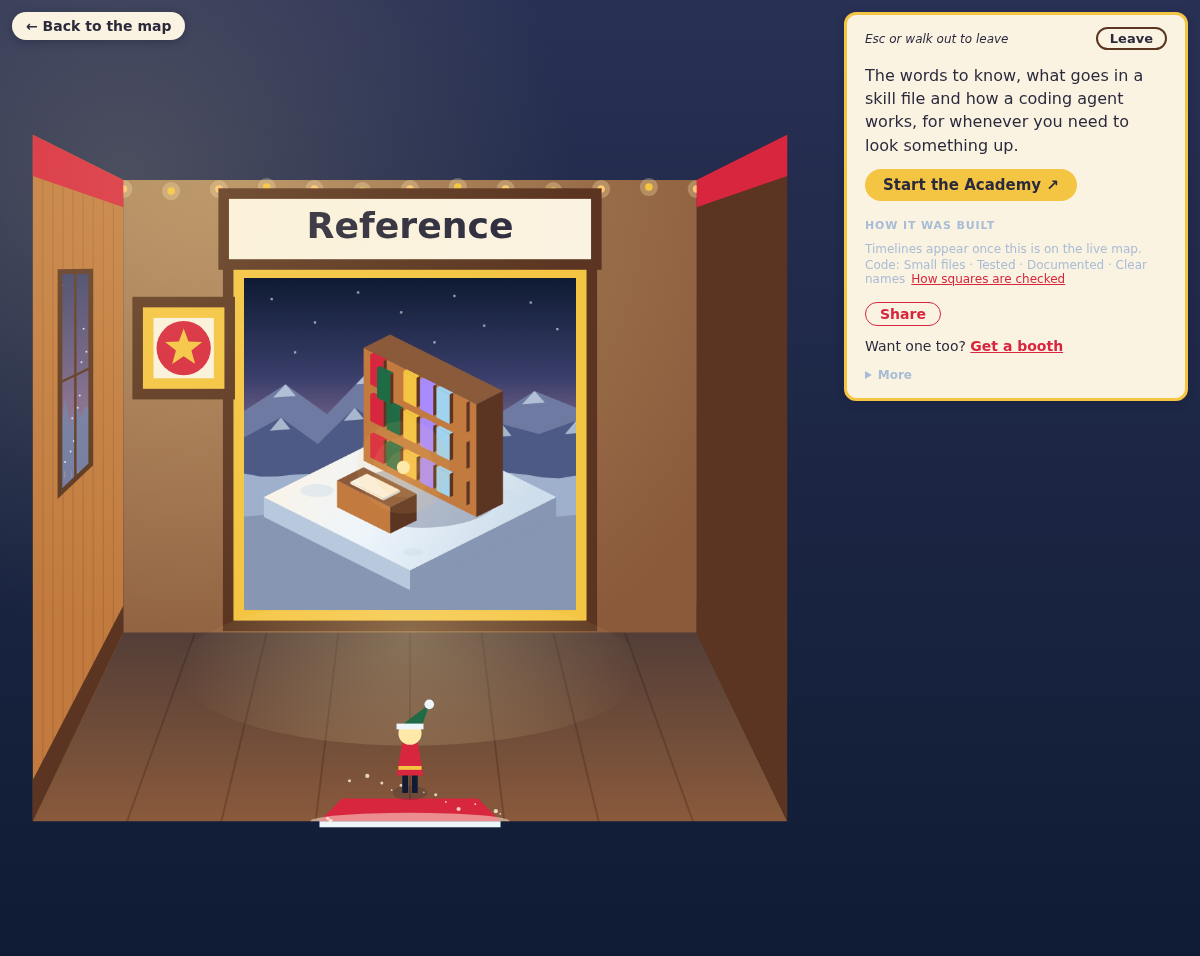 ← Back to the map
Reference
Esc or walk out to leave
Leave
The words to know, what goes in a
skill file and how a coding agent
works, for whenever you need to
look something up.
Start the Academy ↗
HOW IT WAS BUILT
Timelines appear once this is on the live map.
Code: Small files · Tested · Documented · Clear
names How squares are checked
Share
Want one too? Get a booth
More